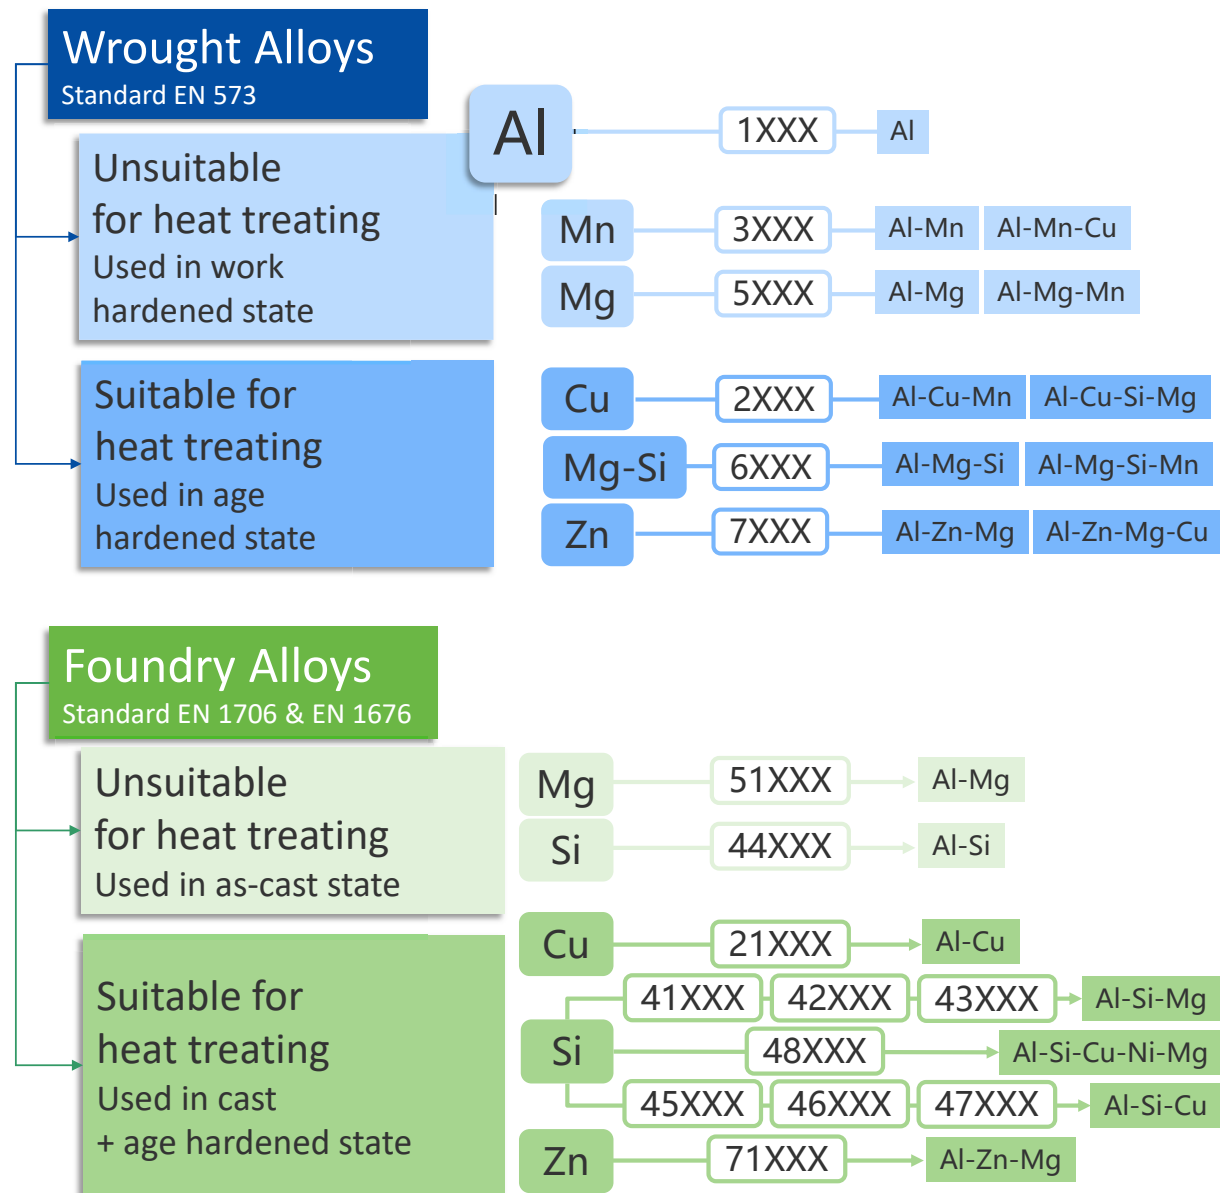 Wrought Alloys
Standard EN 573
Al
1XXX
Al
Unsuitable
for heat treating
Used in work
hardened state
Mn
3XXX
Al-Mn
Al-Mn-Cu
Mg
5XXX
Al-Mg
Al-Mg-Mn
Suitable for
heat treating
Used in age
hardened state
Cu
2XXX
Al-Cu-Mn
Al-Cu-Si-Mg
Mg-Si
6XXX
Al-Mg-Si
Al-Mg-Si-Mn
Zn
7XXX
Al-Zn-Mg
Al-Zn-Mg-Cu
Foundry Alloys
Standard EN 1706 & EN 1676
Unsuitable
for heat treating
Used in as-cast state
Mg
51XXX
Al-Mg
Si
44XXX
Al-Si
Suitable for
heat treating
Used in cast
+ age hardened state
Cu
21XXX
Al-Cu
Si
41XXX
42XXX
43XXX
Al-Si-Mg
48XXX
Al-Si-Cu-Ni-Mg
45XXX
46XXX
47XXX
Al-Si-Cu
Zn
71XXX
Al-Zn-Mg